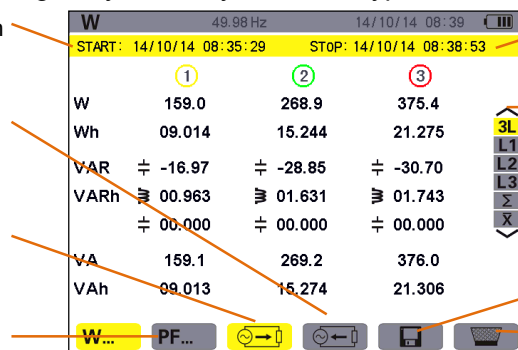 W 49.98 Hz 14/10/14 08:39
START: 14/10/14 08:35:29 STOP: 14/10/14 08:38:53
1 2 3
W 159.0 268.9 375.4
Wh 09.014 15.244 21.275
VAR -16.97 -28.85 -30.70
VARh 00.963 01.631 01.743
00.000 00.000 00.000
VA 159.1 269.2 376.0
VAh 09.013 15.274 21.306
3L
L1
L2
L3
Σ
X̅
W... PF...